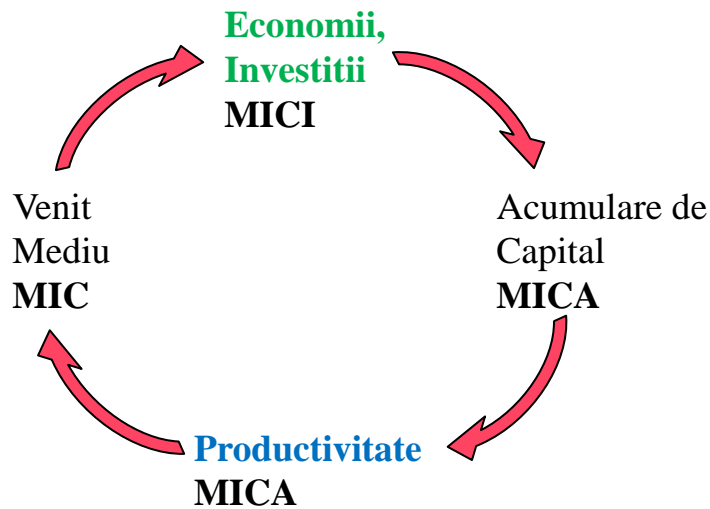 Economii,
Investitii
MICI
Acumulare de
Capital
MICA
Productivitate
MICA
Venit
Mediu
MIC